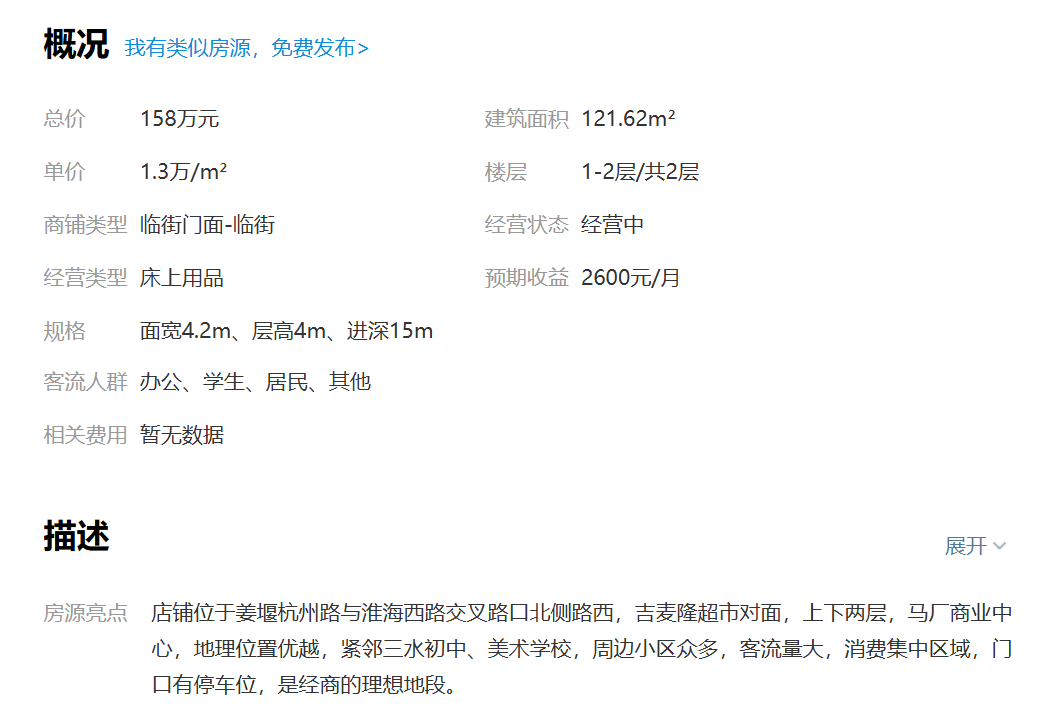 概况 我有类似房源，免费发布>
总价 158万元 建筑面积 121.62m²
单价 1.3万/m² 楼层 1-2层/共2层
商铺类型 临街门面-临街 经营状态 经营中
经营类型 床上用品 预期收益 2600元/月
规格 面宽4.2m、层高4m、进深15m
客流人群 办公、学生、居民、其他
相关费用 暂无数据
描述 展开
房源亮点 店铺位于姜堰杭州路与淮海西路交叉路口北侧路西，吉麦隆超市对面，上下两层，马厂商业中
心，地理位置优越，紧邻三水初中、美术学校，周边小区众多，客流量大，消费集中区域，门
口有停车位，是经商的理想地段。